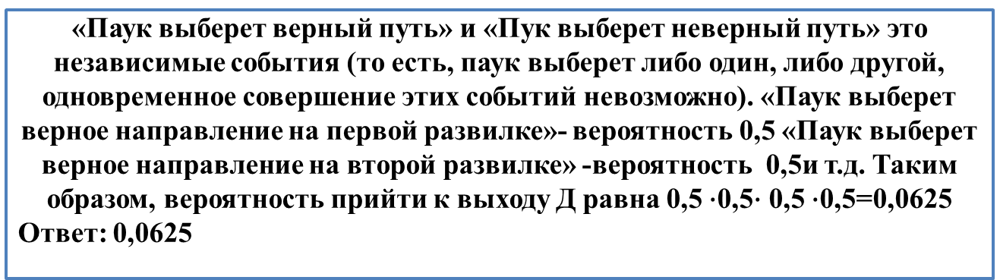 «Паук выберет верный путь» и «Пук выберет неверный путь» это
независимые события (то есть, паук выберет либо один, либо другой,
одновременное совершение этих событий невозможно). «Паук выберет
верное направление на первой развилке»- вероятность 0,5 «Паук выберет
верное направление на второй развилке» -вероятность  0,5и т.д. Таким
образом, вероятность прийти к выходу Д равна 0,5 ·0,5· 0,5 ·0,5=0,0625
Ответ: 0,0625